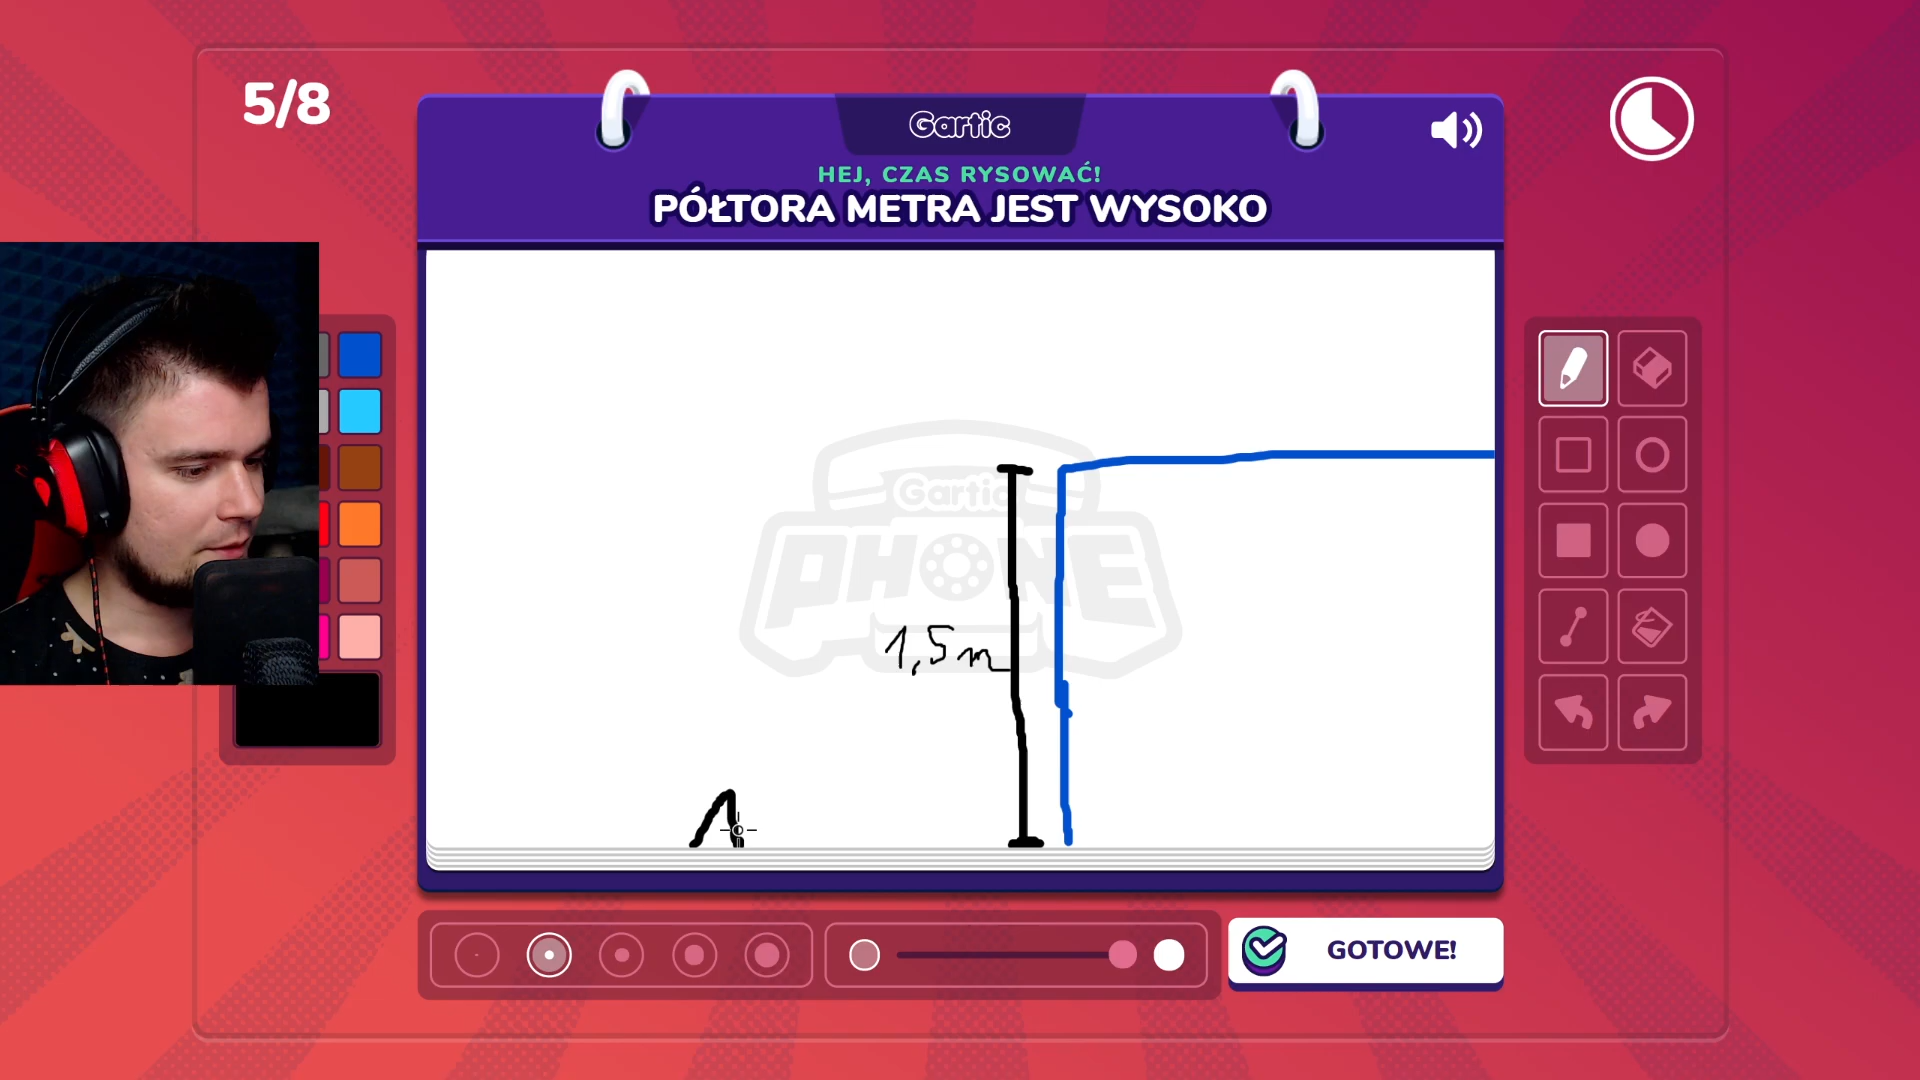 5/8
Gartic
HEJ, CZAS RYSOWAĆ!
PÓŁTORA METRA JEST WYSOKO
Gartic
PHONE
1,5m
GOTOWE!